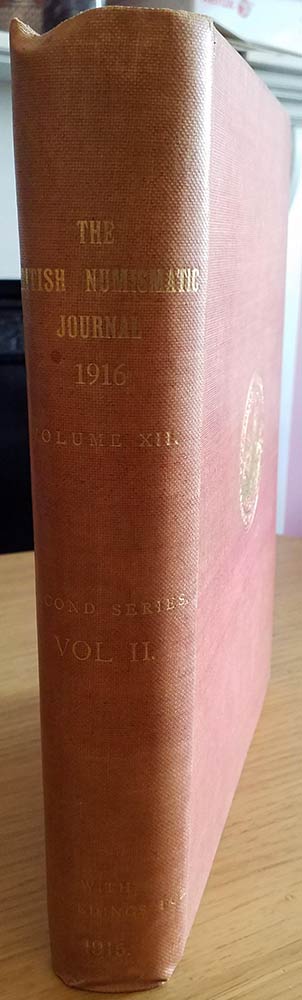 THE
ITISH NUMISMATIC
JOURNAL
1916
VOLUME XII.
COND SERIES.
VOL II.
WITH
1916.